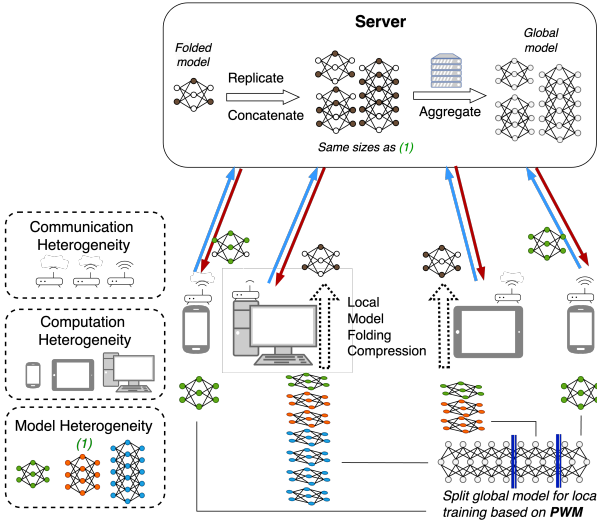 Server
Folded
model
Replicate
Concatenate
Same sizes as (1)
Aggregate
Global
model
Communication
Heterogeneity
Computation
Heterogeneity
Model Heterogeneity
(1)
Local
Model
Folding
Compression
Split global model for loca
training based on PWM